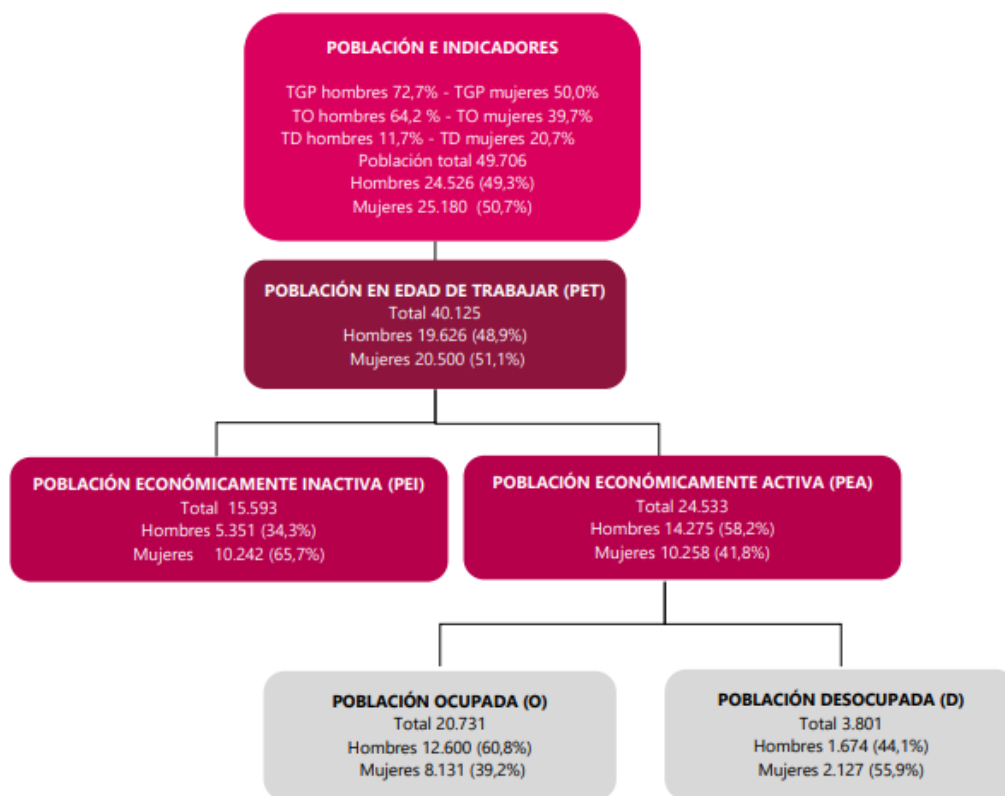 POBLACIÓN E INDICADORES
TGP hombres 72,7% - TGP mujeres 50,0%
TO hombres 64,2 % - TO mujeres 39,7%
TD hombres 11,7% - TD mujeres 20,7%
Población total 49.706
Hombres 24.526 (49,3%)
Mujeres 25.180 (50,7%)
POBLACIÓN EN EDAD DE TRABAJAR (PET)
Total 40.125
Hombres 19.626 (48,9%)
Mujeres 20.500 (51,1%)
POBLACIÓN ECONÓMICAMENTE INACTIVA (PEI)
Total 15.593
Hombres 5.351 (34,3%)
Mujeres 10.242 (65,7%)
POBLACIÓN ECONÓMICAMENTE ACTIVA (PEA)
Total 24.533
Hombres 14.275 (58,2%)
Mujeres 10.258 (41,8%)
POBLACIÓN OCUPADA (O)
Total 20.731
Hombres 12.600 (60,8%)
Mujeres 8.131 (39,2%)
POBLACIÓN DESOCUPADA (D)
Total 3.801
Hombres 1.674 (44,1%)
Mujeres 2.127 (55,9%)